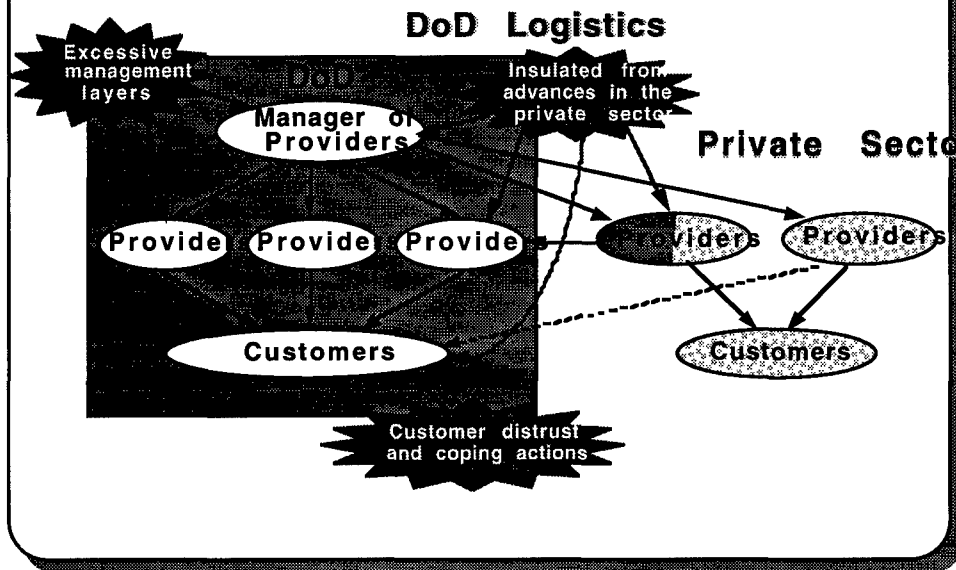 DoD Logistics
Excessive
management
layers
DoD
Insulated from
advances in the
private sector
Manager of
Providers
Private Secto
Provide
Provide
Provide
Providers
Providers
Customers
Customers
Customer distrust
and coping actions